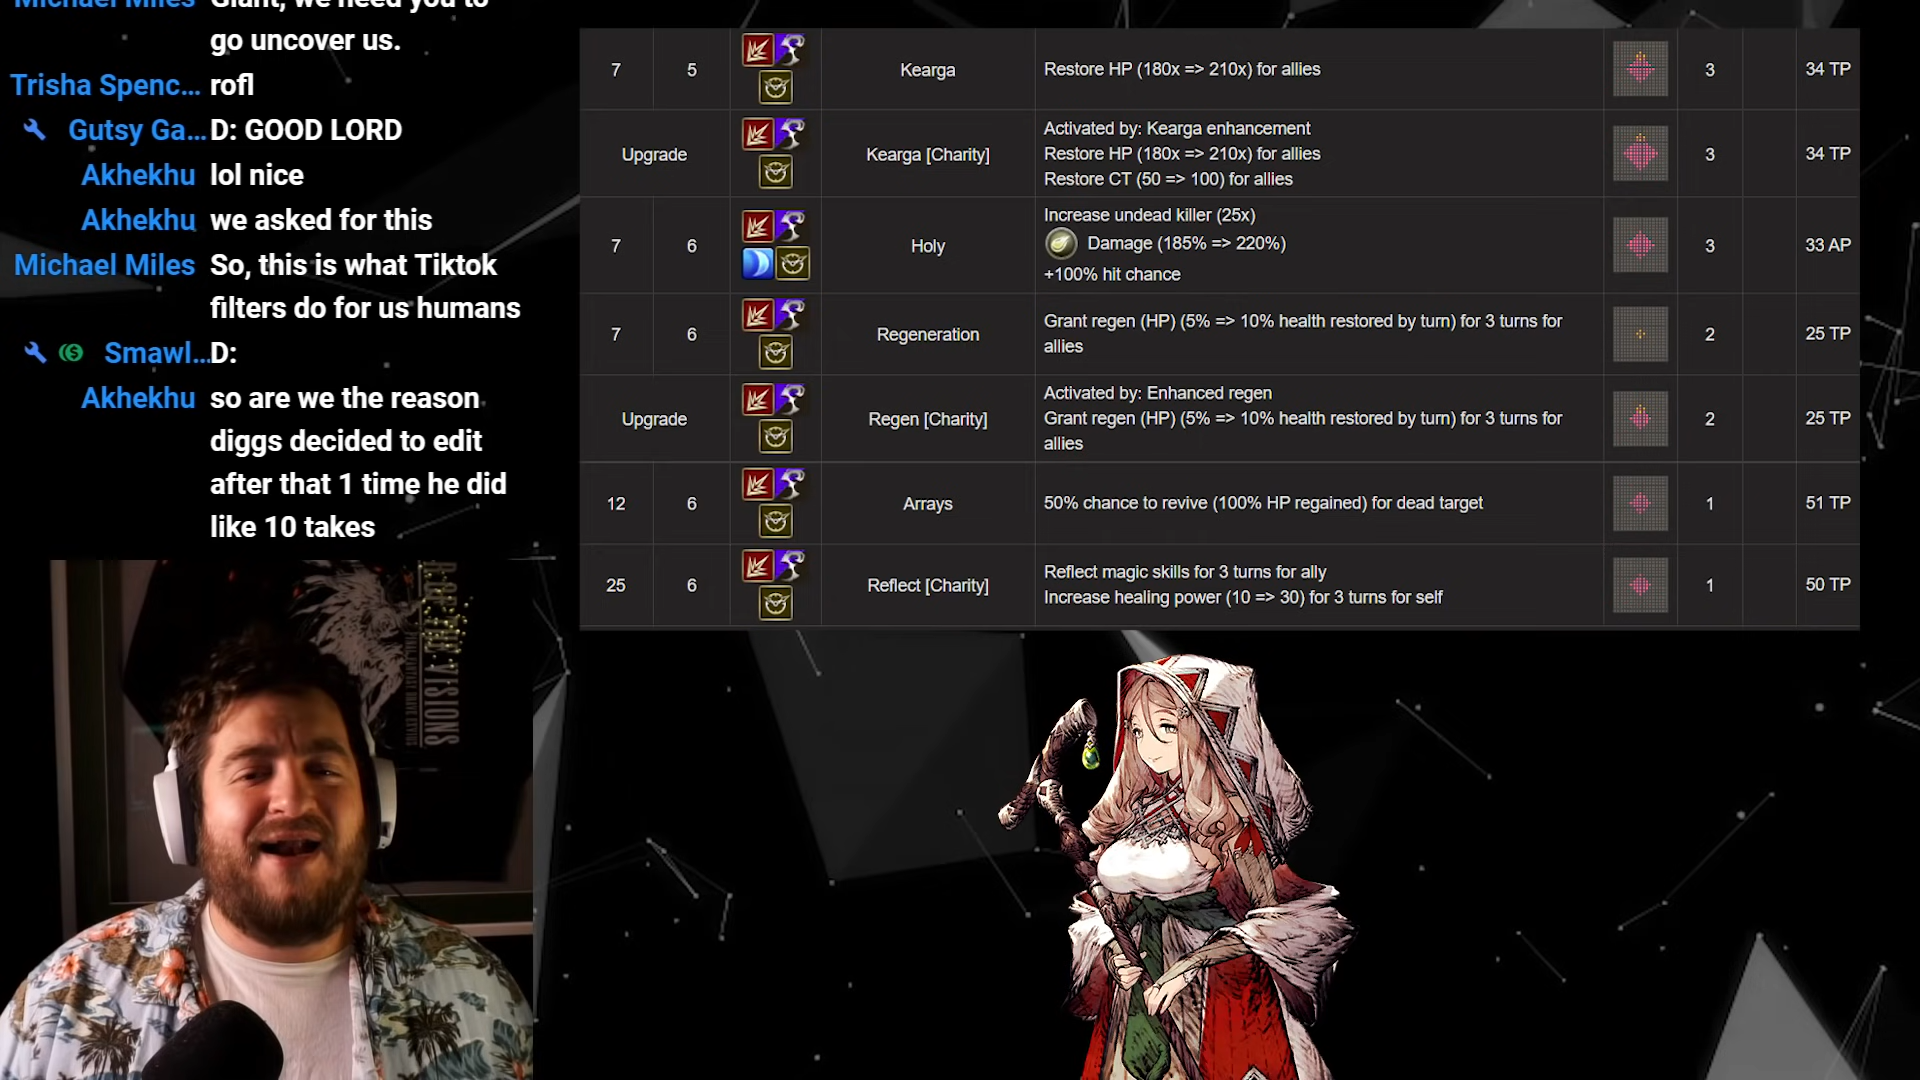 Michael Miles Giant, we need you to
go uncover us.
Trisha Spenc... rofl
Gutsy Ga... D: GOOD LORD
Akhekhu lol nice
Akhekhu we asked for this
Michael Miles So, this is what Tiktok
filters do for us humans
Smawl... D:
Akhekhu so are we the reason
diggs decided to edit
after that 1 time he did
like 10 takes
7 5 Kearga Restore HP (180x => 210x) for allies 3 34 TP
Upgrade Kearga [Charity] Activated by: Kearga enhancement
Restore HP (180x => 210x) for allies 3 34 TP
Restore CT (50 => 100) for allies
7 6 Holy Increase undead killer (25x)
Damage (185% => 220%) 3 33 AP
+100% hit chance
7 6 Regeneration Grant regen (HP) (5% => 10% health restored by turn) for 3 turns for
allies 2 25 TP
Upgrade Regen [Charity] Activated by: Enhanced regen
Grant regen (HP) (5% => 10% health restored by turn) for 3 turns for 2 25 TP
allies
12 6 Arrays 50% chance to revive (100% HP regained) for dead target 1 51 TP
25 6 Reflect [Charity] Reflect magic skills for 3 turns for ally
Increase healing power (10 => 30) for 3 turns for self 1 50 TP
VISIONS